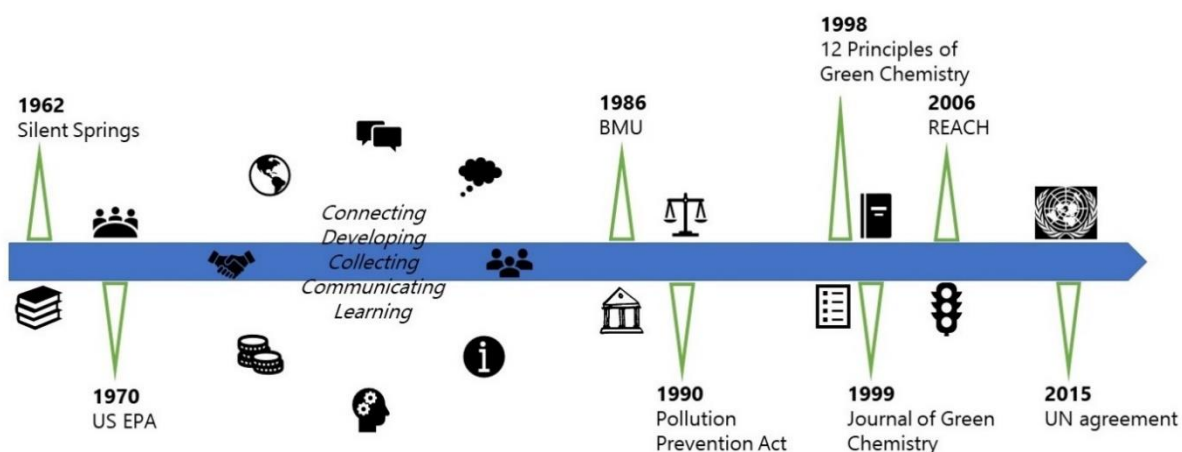 1962
Silent Springs
1970
US EPA
Connecting
Developing
Collecting
Communicating
Learning
1986
BMU
1990
Pollution
Prevention Act
1998
12 Principles of
Green Chemistry
1999
Journal of Green
Chemistry
2006
REACH
2015
UN agreement